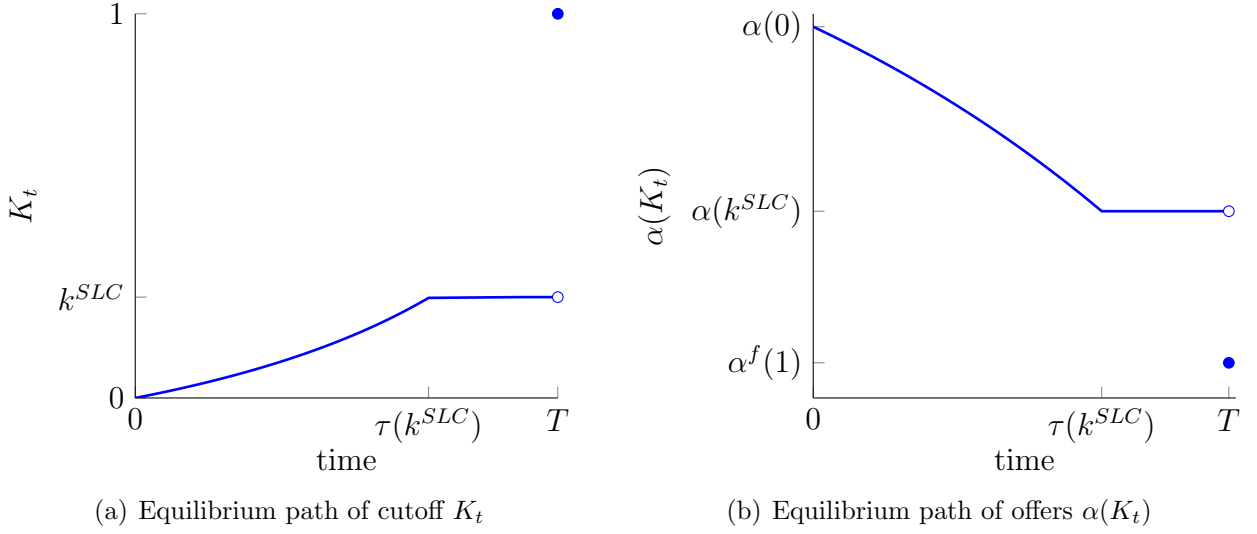 1
K_t
k^{SLC}
0
0
τ(k^{SLC})
T
time
(a) Equilibrium path of cutoff K_t
α(0)
α(K_t)
α(k^{SLC})
α^f(1)
0
τ(k^{SLC})
T
time
(b) Equilibrium path of offers α(K_t)